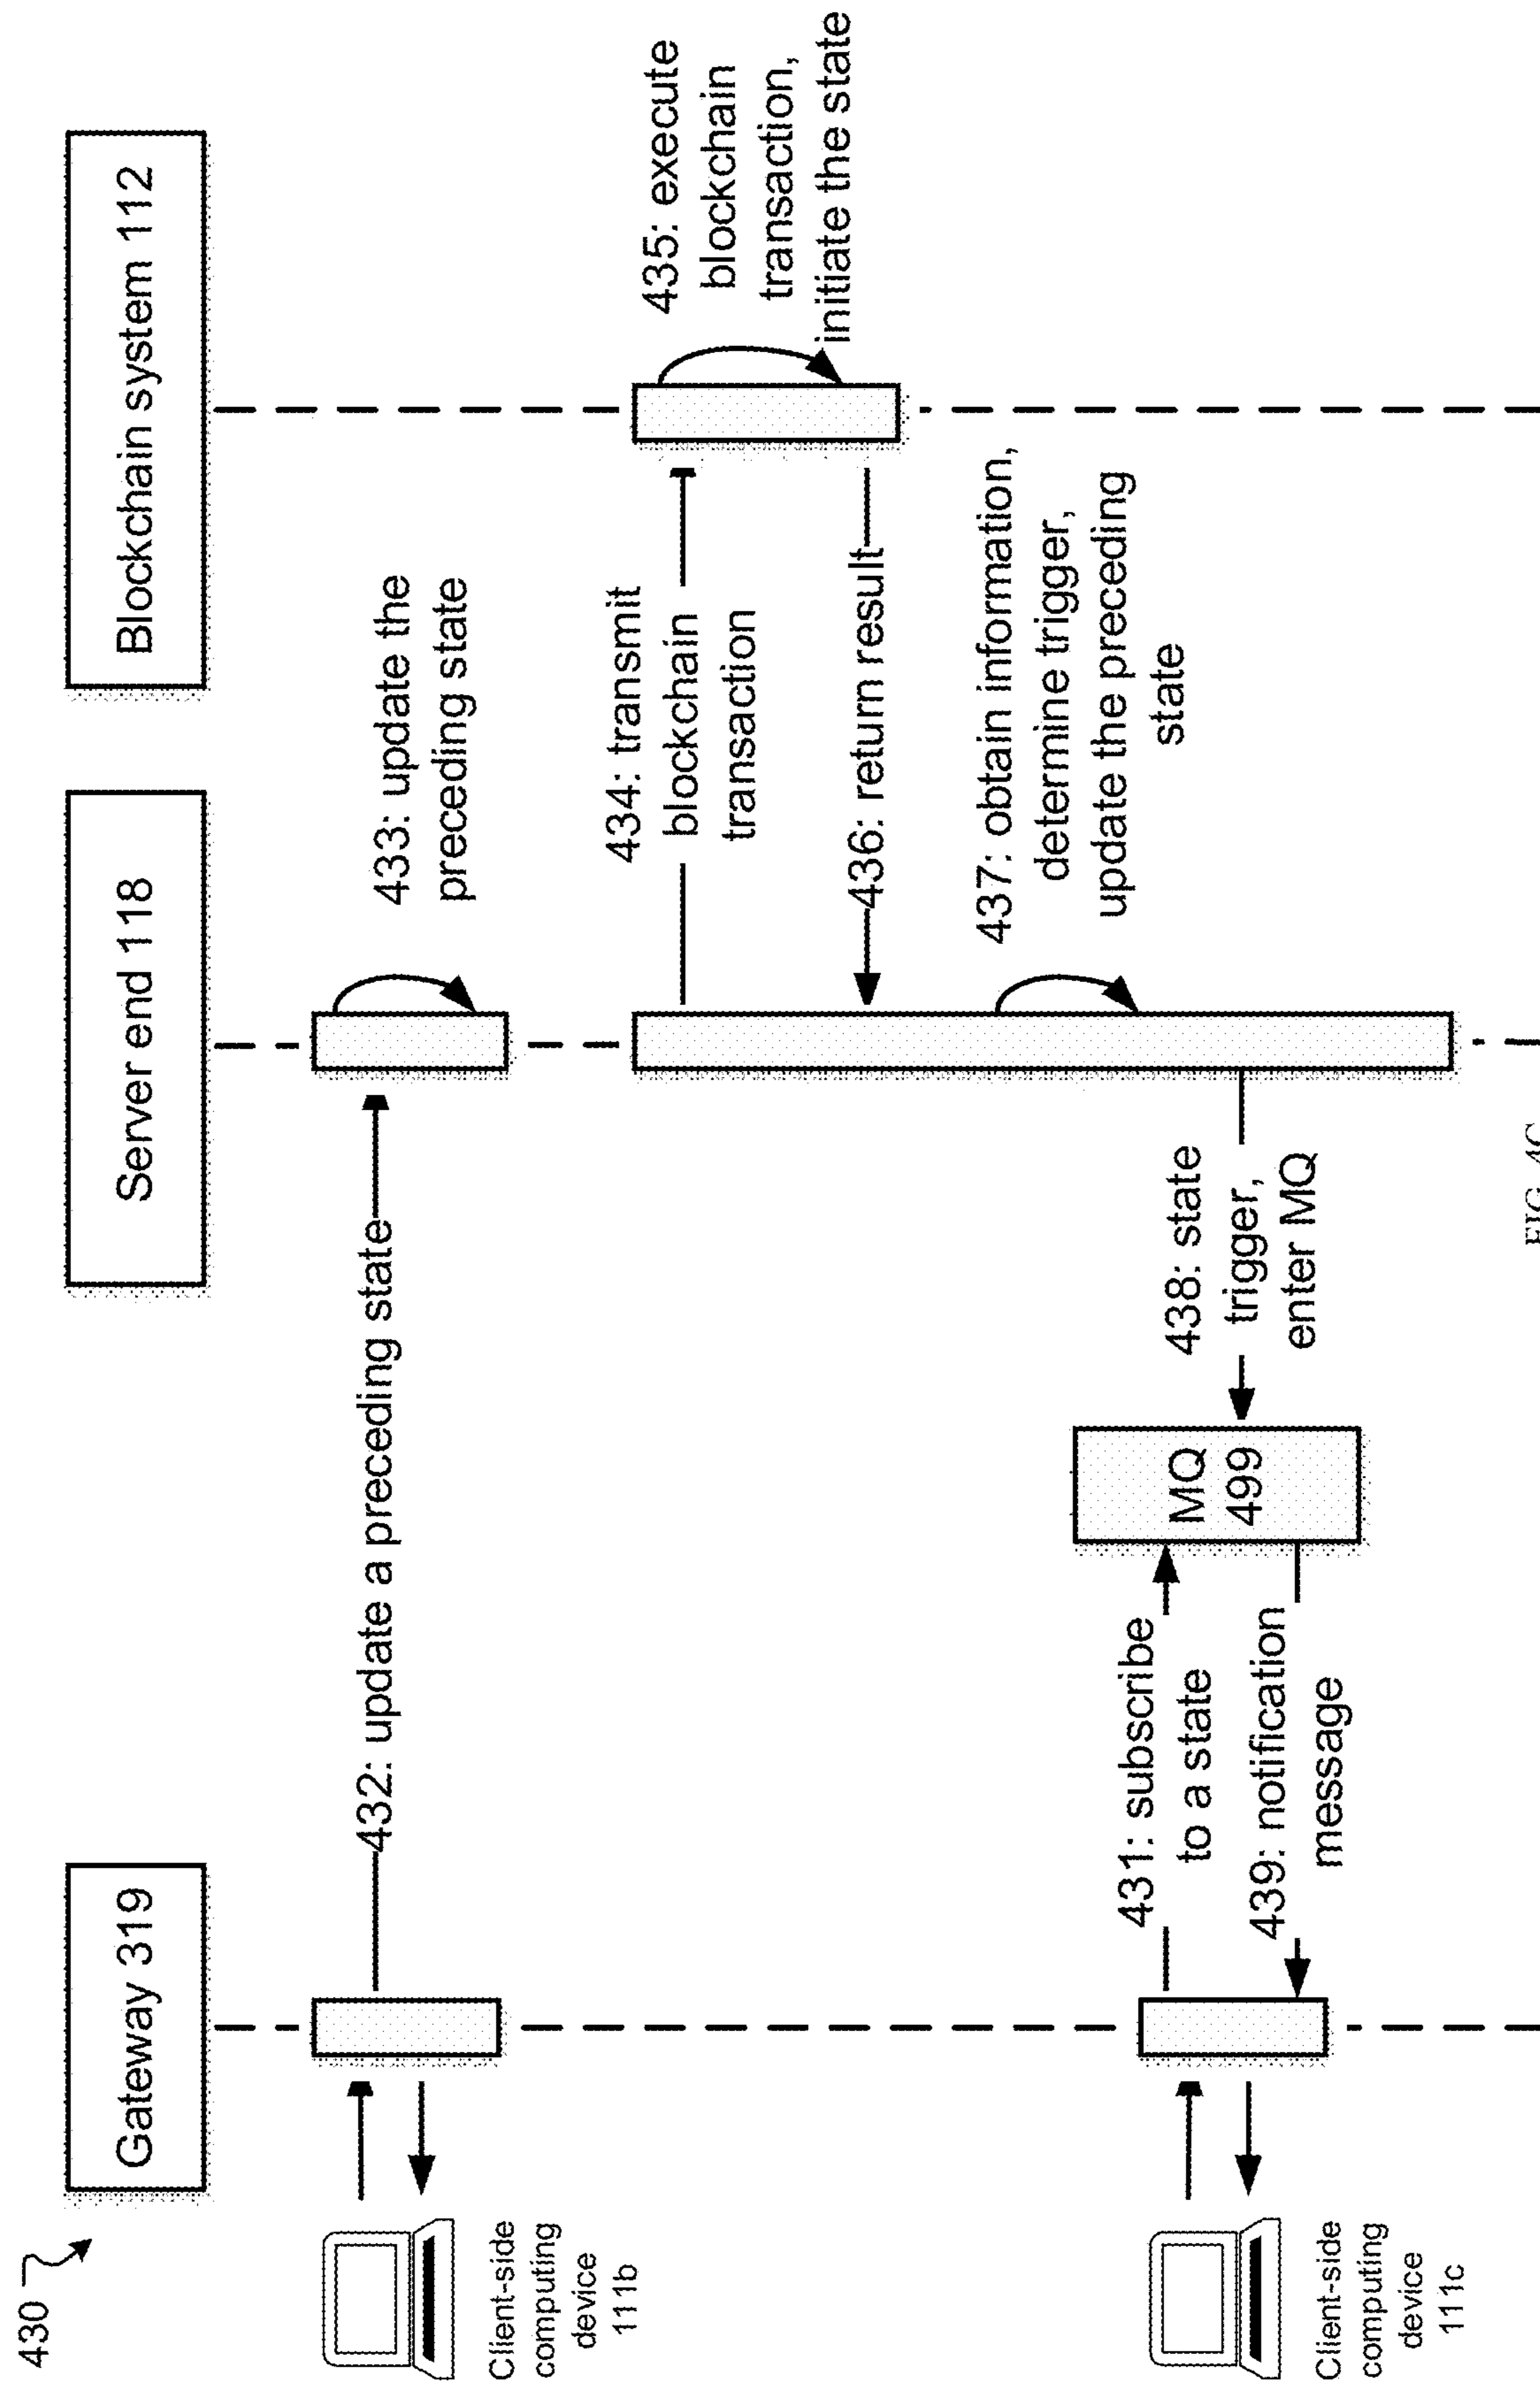 430
Gateway 319
Server end 118
Blockchain system 112
Client-side
computing
device
111b
432: update a preceding state
433: update the
preceding state
434: transmit
blockchain
transaction
435: execute
blockchain
transaction,
initiate the state
436: return result
437: obtain information,
determine trigger,
update the preceding
state
Client-side
computing
device
111c
431: subscribe
to a state
439: notification
message
MQ
499
438: state
trigger,
enter MQ
FIG. 4C